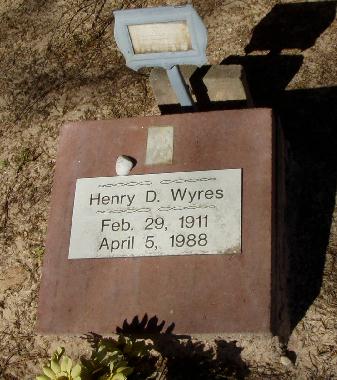 Henry D. Wyres
Feb. 29, 1911
April 5, 1988